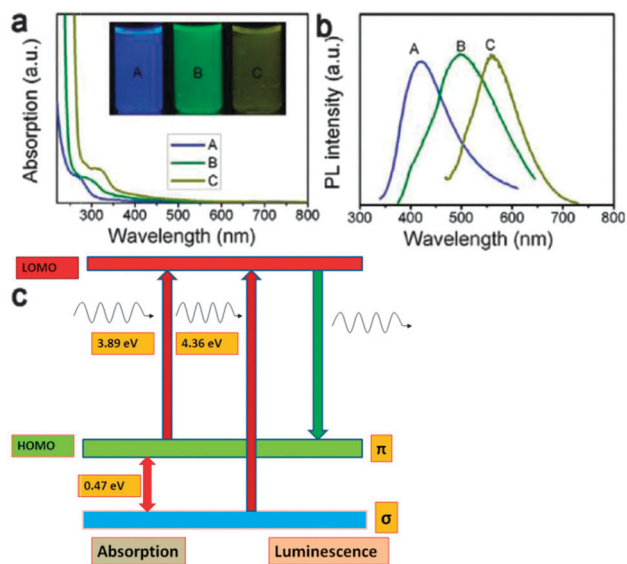 a
b
A B C
A
B
C
Absorption (a.u.)
300 400 500 600 700 800
Wavelength (nm)
A
B
C
PL intensity (a.u.)
300 400 500 600 700 800
Wavelength (nm)
LOMO
c
3.89 eV
4.36 eV
HOMO
π
0.47 eV
σ
Absorption
Luminescence